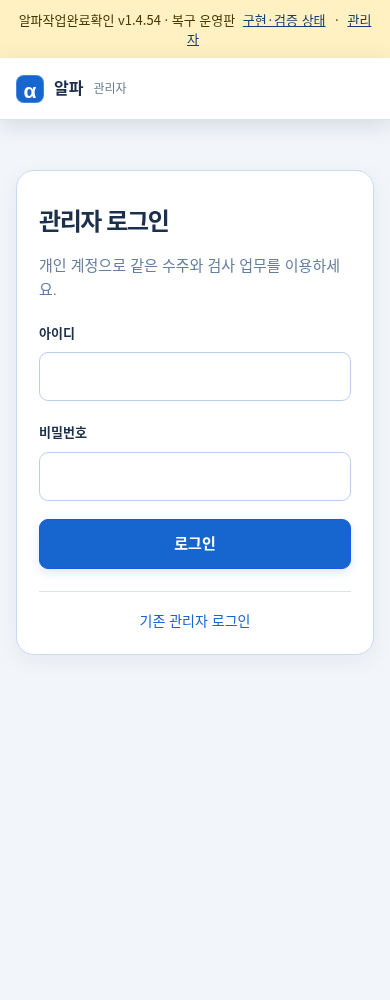 알파작업완료확인 v1.4.54 · 복구 운영판 구현·검증 상태 · 관리
자
α 알파 관리자
관리자 로그인
개인 계정으로 같은 수주와 검사 업무를 이용하세
요.
아이디
비밀번호
로그인
기존 관리자 로그인